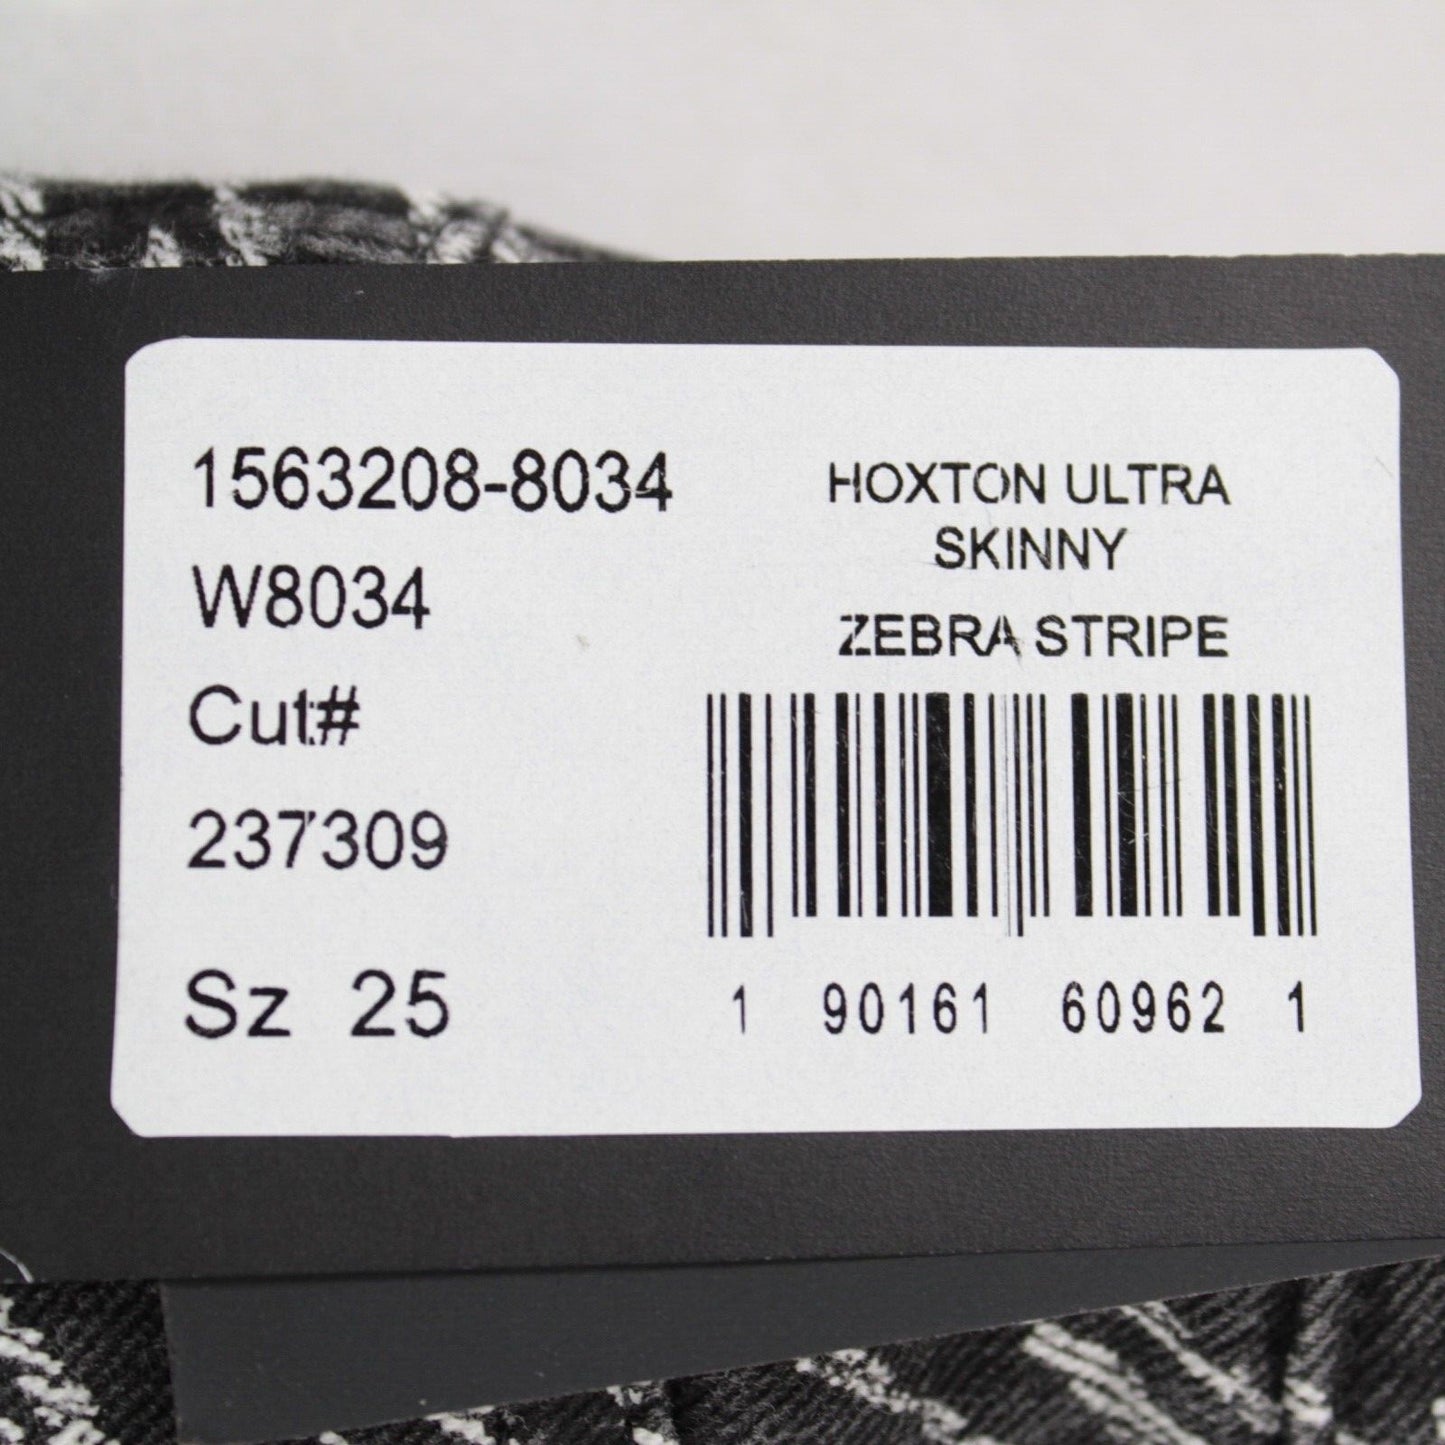 1563208-8034
W8034
Cut#
237309
Sz 25
HOXTON ULTRA
SKINNY
ZEBRA STRIPE
1 90161 60962 1